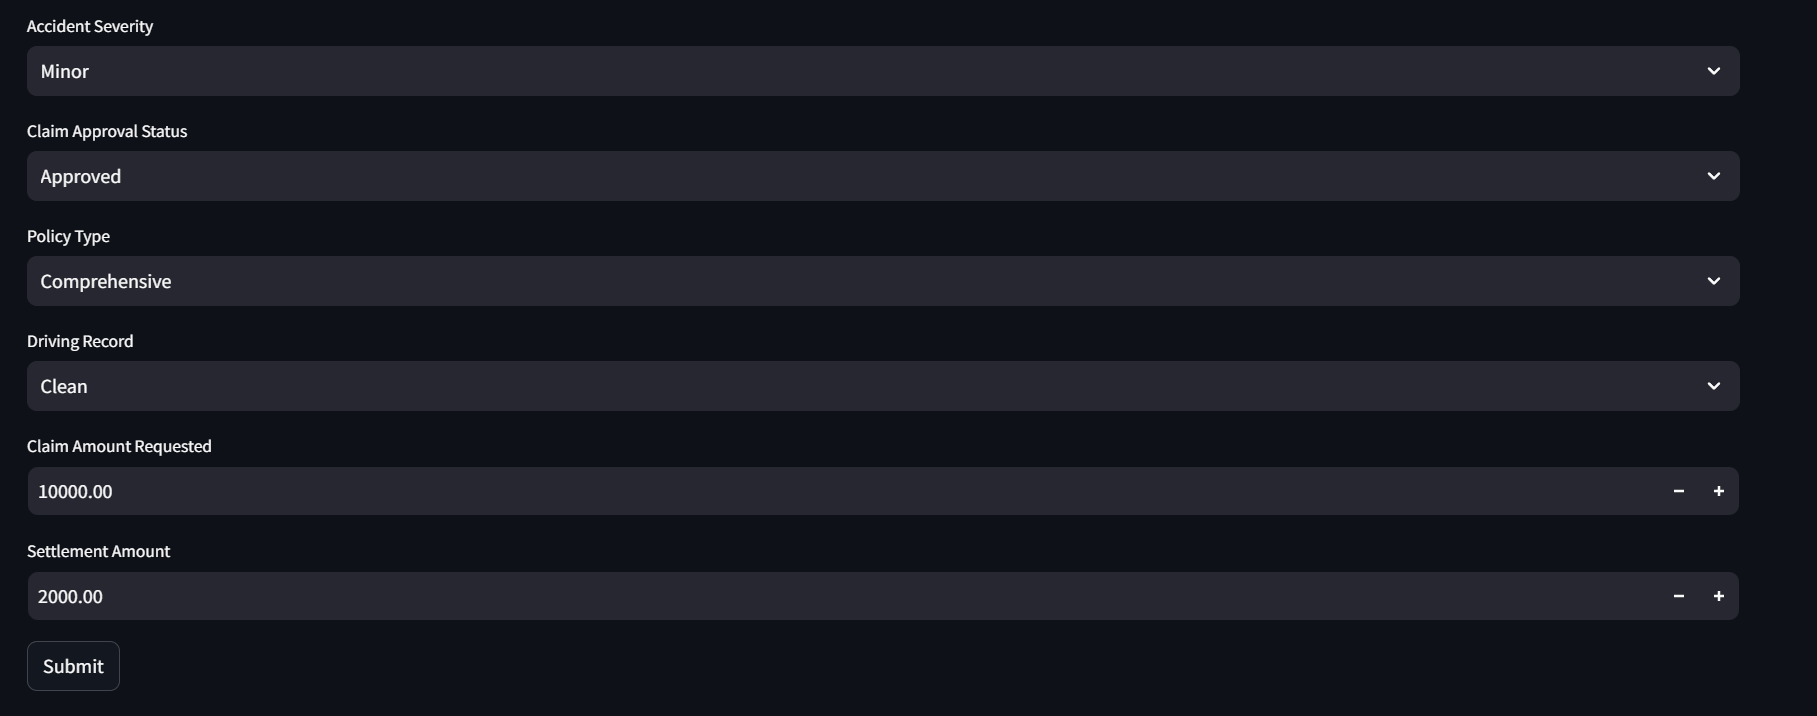 Accident Severity
Minor
Claim Approval Status
Approved
Policy Type
Comprehensive
Driving Record
Clean
Claim Amount Requested
10000.00
Settlement Amount
2000.00
Submit